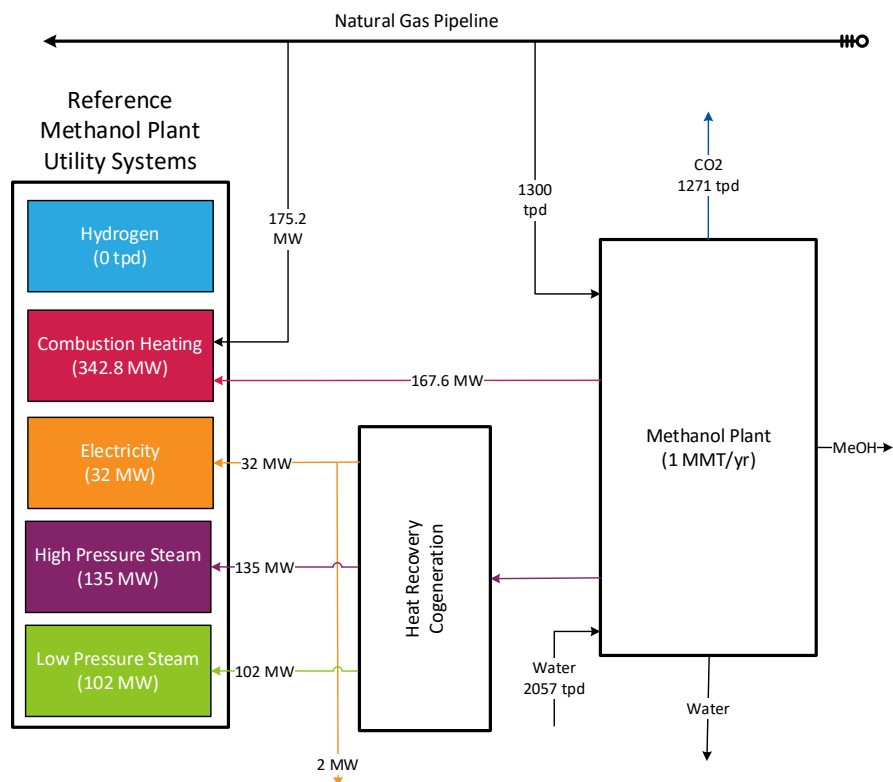 Natural Gas Pipeline
Reference
Methanol Plant
Utility Systems
CO2
1271 tpd
1300
tpd
175.2
MW
Hydrogen
(0 tpd)
Combustion Heating
(342.8 MW)
167.6 MW
Electricity
(32 MW)
32 MW
Methanol Plant
(1 MMT/yr)
MeOH
High Pressure Steam
(135 MW)
135 MW
Heat Recovery
Cogeneration
Low Pressure Steam
(102 MW)
102 MW
Water
2057 tpd
Water
2 MW